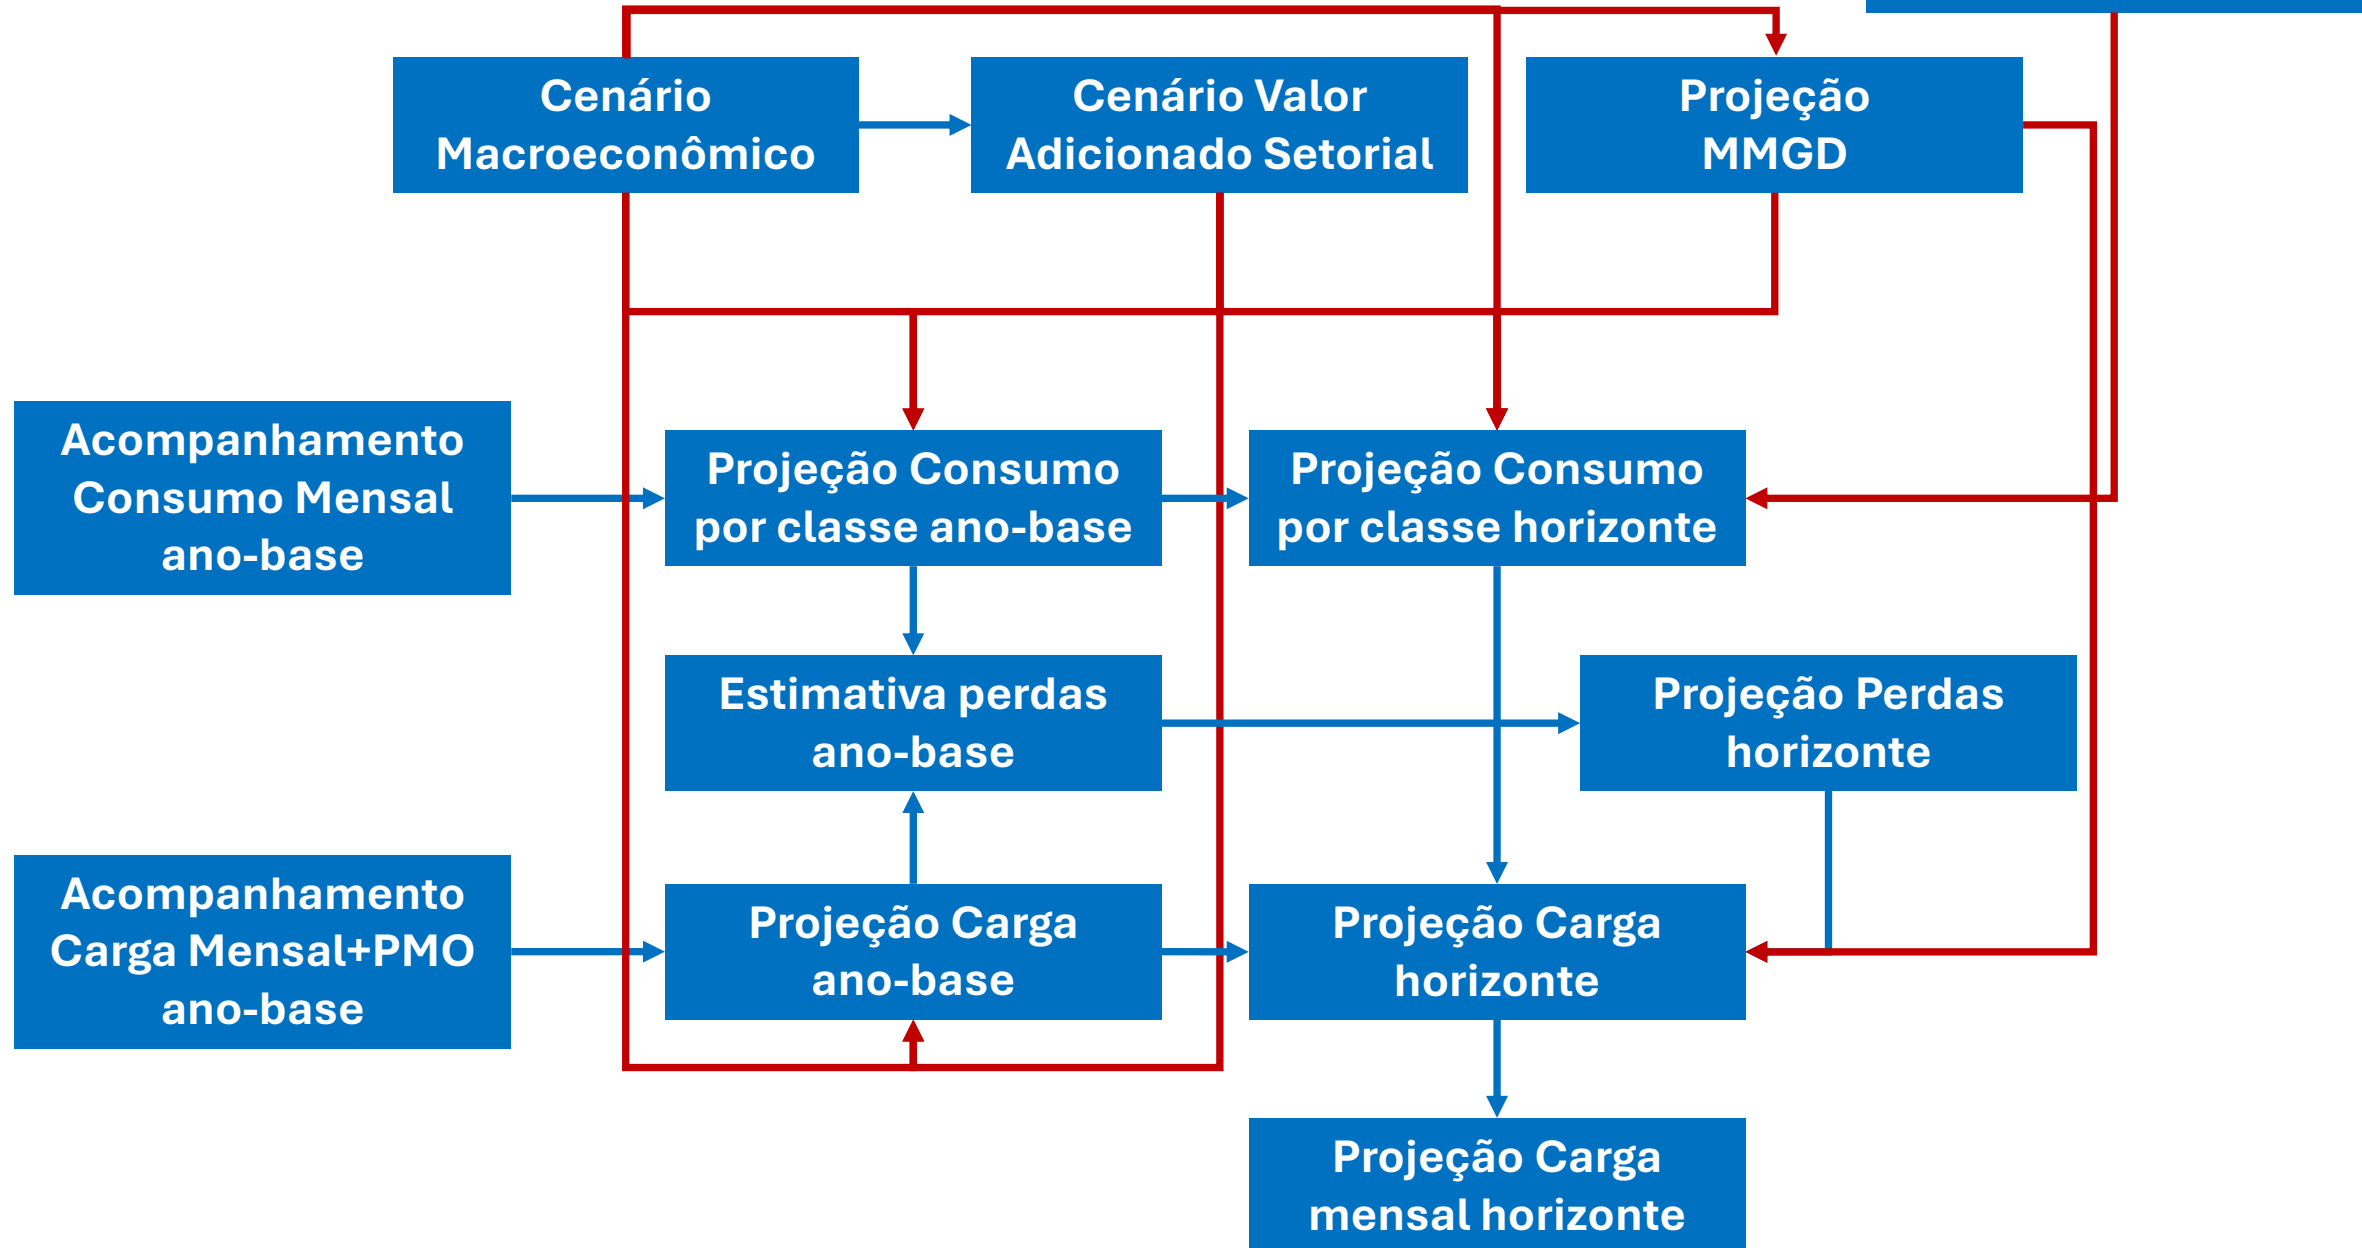 Cenário
Macroeconômico
Cenário Valor
Adicionado Setorial
Projeção
MMGD
Acompanhamento
Consumo Mensal
ano-base
Projeção Consumo
por classe ano-base
Projeção Consumo
por classe horizonte
Estimativa perdas
ano-base
Projeção Perdas
horizonte
Acompanhamento
Carga Mensal+PMO
ano-base
Projeção Carga
ano-base
Projeção Carga
horizonte
Projeção Carga
mensal horizonte